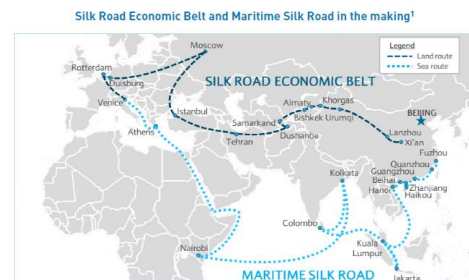 Silk Road Economic Belt and Maritime Silk Road in the making¹
Legend
Land route
Sea route
Moscow
Rotterdam
Duisburg
SILK ROAD ECONOMIC BELT
Venice
Almaty
Khorgas
Bishkek
Urumqi
BEIJING
Istanbul
Samarkand
Athens
Dushanbe
Lanzhou
Tehran
Xi'an
Fuzhou
Quanzhou
Guangzhou
Kolkata
Beihai
Zhanjiang
Hanoi
Haikou
Colombo
Kuala
Lumpur
Nairobi
MARITIME SILK ROAD
Jakarta